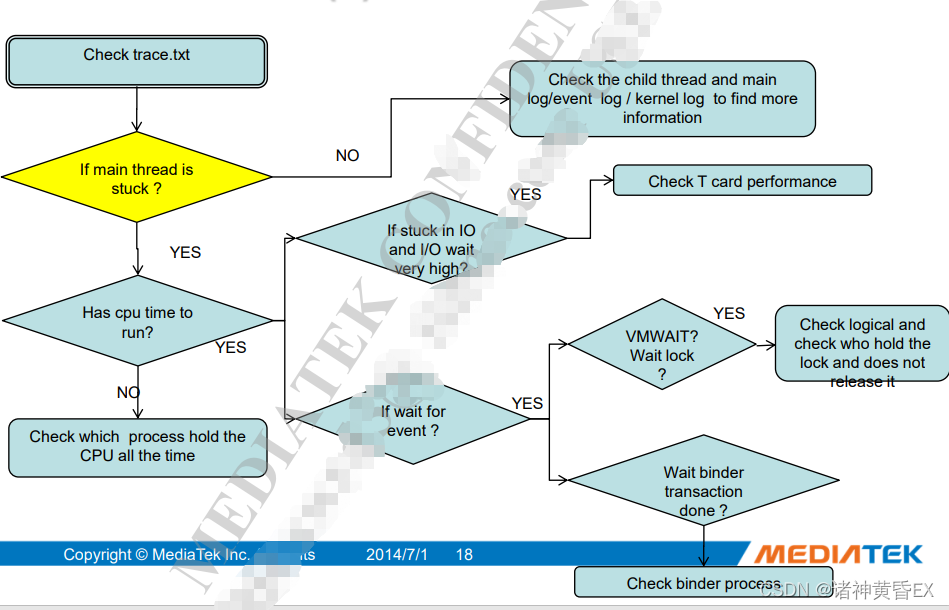 Check trace.txt
Check the child thread and main
log/event log / kernel log to find more
information
If main thread is
stuck ?
NO
YES
Check T card performance
If stuck in IO
and I/O wait
very high?
YES
Has cpu time to
run?
YES
NO
Check which process hold the
CPU all the time
If wait for
event ?
YES
VMWAIT?
Wait lock
?
YES
Check logical and
check who hold the
lock and does not
release it
Wait binder
transaction
done ?
Check binder process
MEDIATEK CONFIDEN
Copyright © MediaTek Inc.
2014/7/1
18
MEDIATEK
CSDN @诸神黄昏EX